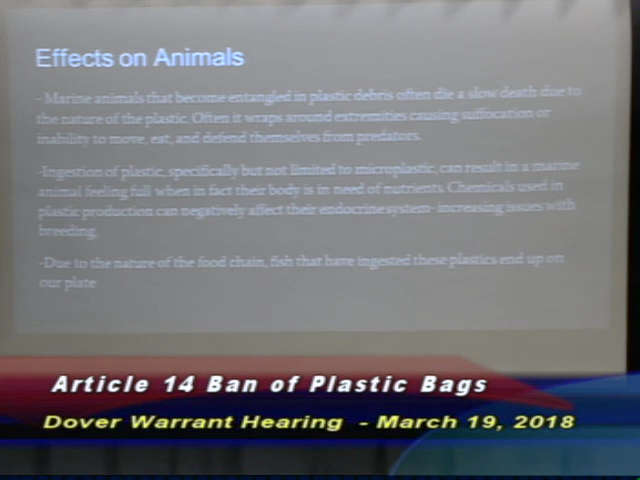 Effects on Animals
- Marine animals that become entangled in plastic debris often die a slow death due to
the nature of the plastic. Often it wraps around extremities causing suffocation or
inability to move, eat, and defend themselves from predators.
-Ingestion of plastic, specifically but not limited to microplastic, can result in a marine
animal feeling full when in fact their body is in need of nutrients. Chemicals used in
plastic production can negatively affect their endocrine system- increasing issues with
breeding.
-Due to the nature of the food chain, fish that have ingested these plastics end up on
our plate
Article 14 Ban of Plastic Bags
Dover Warrant Hearing - March 19, 2018